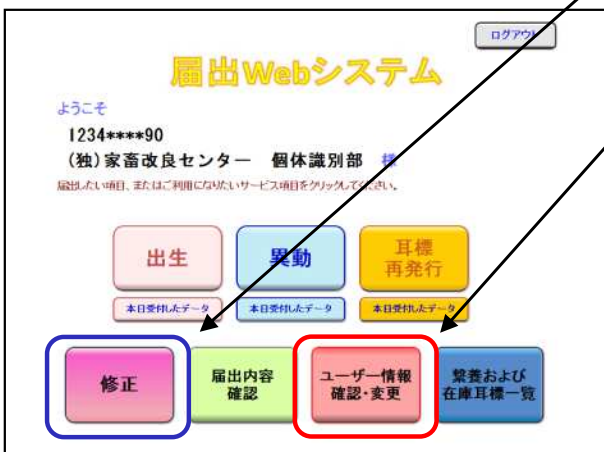 ログアウト
届出Webシステム
ようこそ
1234****90
(独)家畜改良センター 個体識別部 様
届出したい項目、またはご利用になりたいサービス項目をクリックしてください。
出生
異動
耳標
再発行
本日受付したデータ
本日受付したデータ
本日受付したデータ
修正
届出内容
確認
ユーザー情報
確認・変更
繋養および
在庫耳標一覧